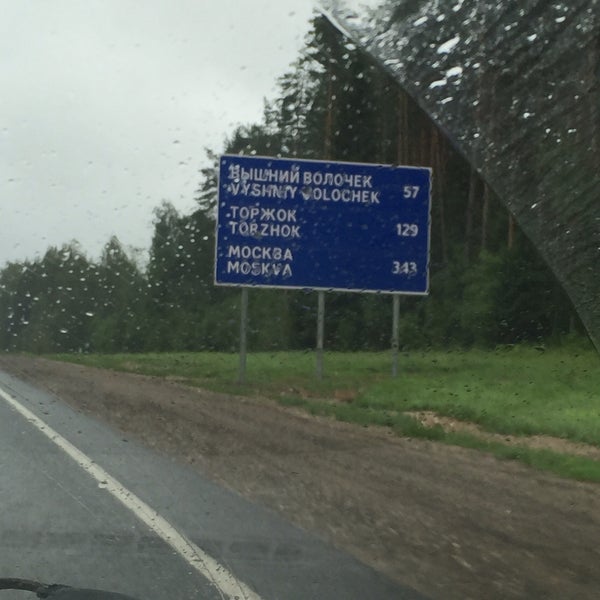 ВЫШНИЙ ВОЛОЧЕК
VYSHNIY VOLOCHEK 57
ТОРЖОК
TORZHOK 129
МОСКВА
MOSKVA 343